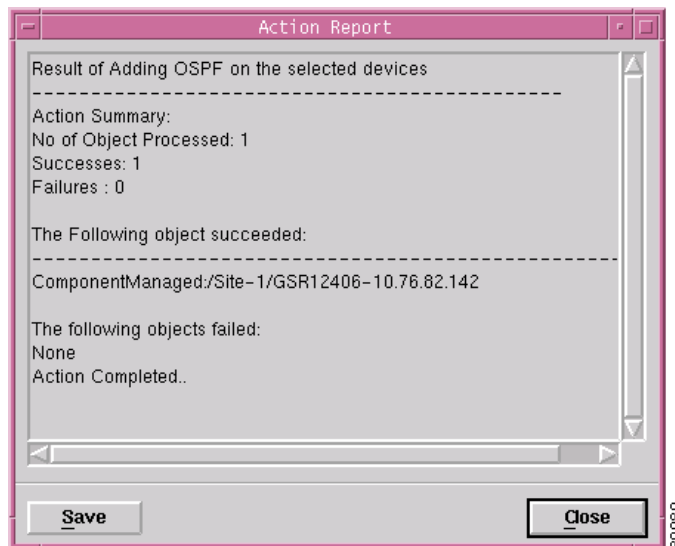 Action Report
Result of Adding OSPF on the selected devices
-----------------------------------------------------
Action Summary:
No of Object Processed: 1
Successes: 1
Failures : 0
The Following object succeeded:
-----------------------------------------------------------
ComponentManaged:/Site-1/GSR12406-10.76.82.142
The following objects failed:
None
Action Completed..
Save
Close